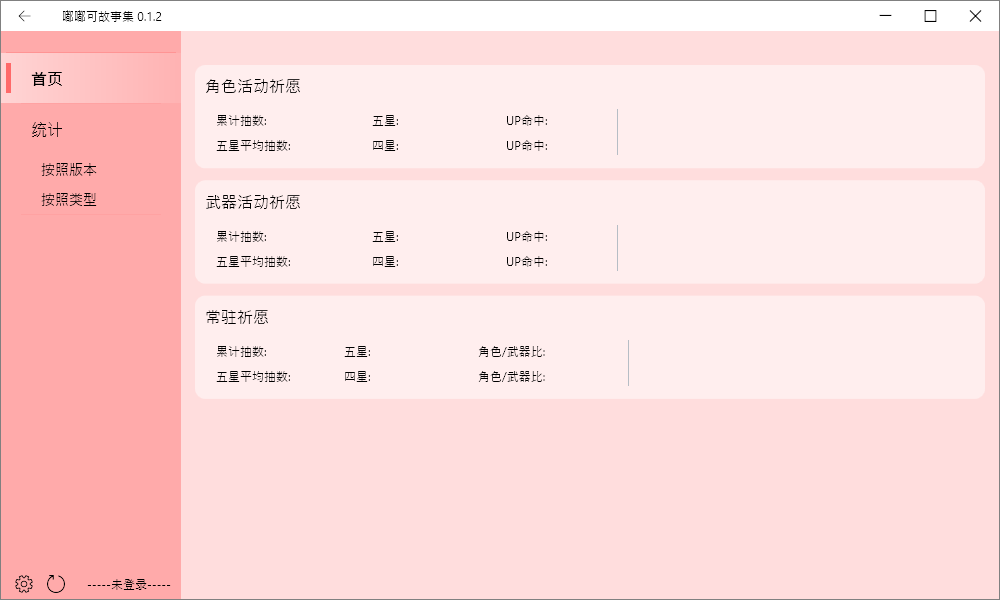 嘟嘟可故事集 0.1.2
首页
统计
按照版本
按照类型
-----未登录-----
角色活动祈愿
累计抽数: 五星: UP命中:
五星平均抽数: 四星: UP命中:
武器活动祈愿
累计抽数: 五星: UP命中:
五星平均抽数: 四星: UP命中:
常驻祈愿
累计抽数: 五星: 角色/武器比:
五星平均抽数: 四星: 角色/武器比: